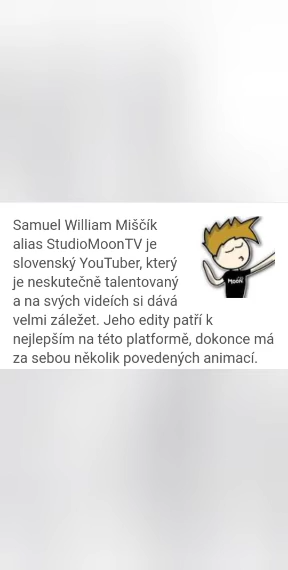 Samuel William Miščík
alias StudioMoonTV je
slovenský YouTuber, který
je neskutečně talentovaný
a na svých videích si dává
velmi záležet. Jeho edity patří k
nejlepším na této platformě, dokonce má
za sebou několik povedených animací.
MOON